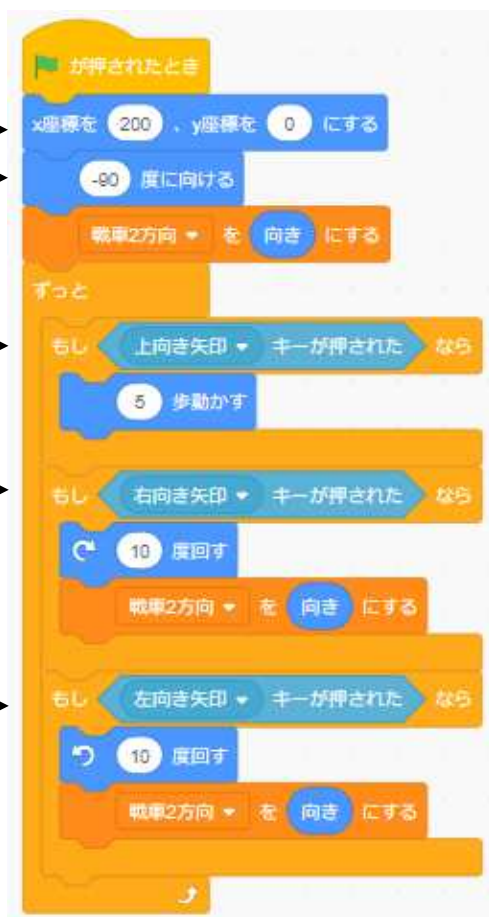 が押されたとき
x座標を 200 、y座標を 0 にする
-90 度に向ける
戦車2方向 を 向き にする
ずっと
もし 上向き矢印 キーが押された なら
5 歩動かす
もし 右向き矢印 キーが押された なら
10 度回す
戦車2方向 を 向き にする
もし 左向き矢印 キーが押された なら
10 度回す
戦車2方向 を 向き にする